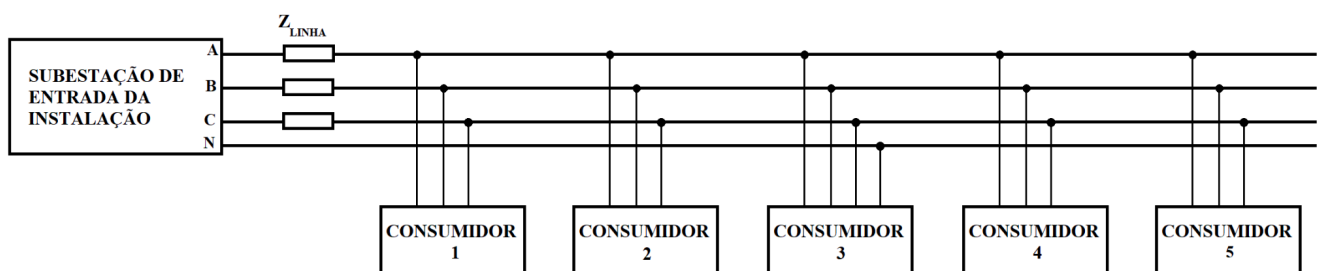 Z LINHA
A
SUBESTAÇÃO DE
ENTRADA DA
INSTALAÇÃO
B
C
N
CONSUMIDOR
1
CONSUMIDOR
2
CONSUMIDOR
3
CONSUMIDOR
4
CONSUMIDOR
5